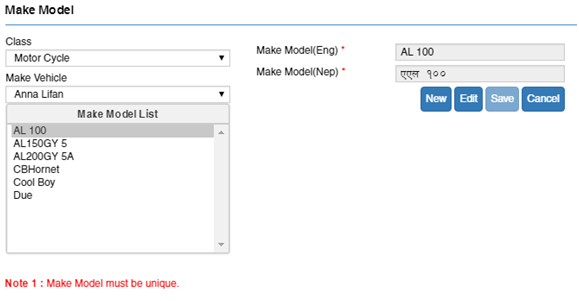 Make Model
Class
Motor Cycle
Make Vehicle
Anna Lifan
Make Model List
AL 100
AL150GY 5
AL200GY 5A
CBHornet
Cool Boy
Due
Make Model(Eng) *
AL 100
Make Model(Nep) *
एएल १००
New Edit Save Cancel
Note 1 : Make Model must be unique.